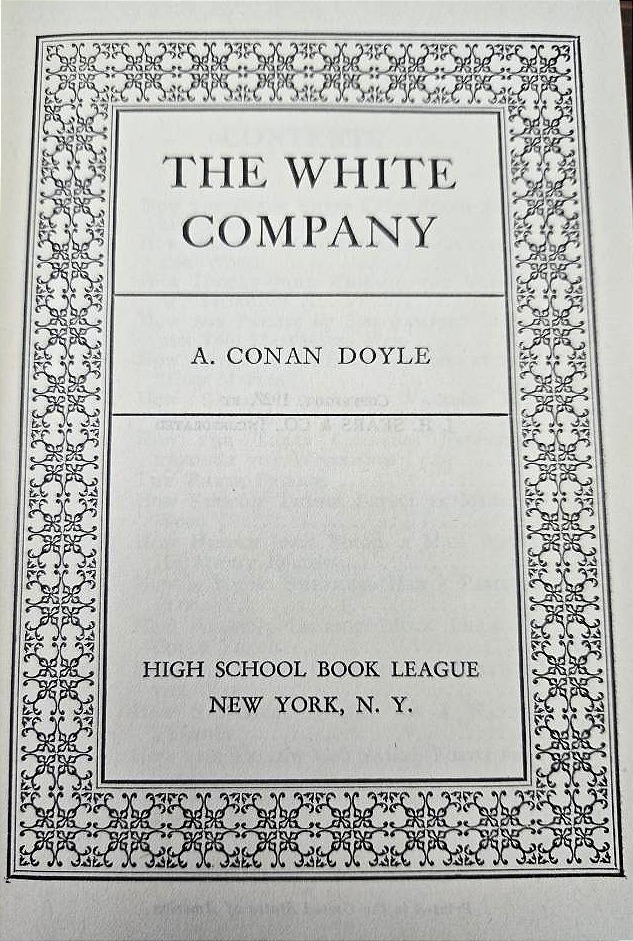 THE WHITE
COMPANY
A. CONAN DOYLE
HIGH SCHOOL BOOK LEAGUE
NEW YORK, N. Y.